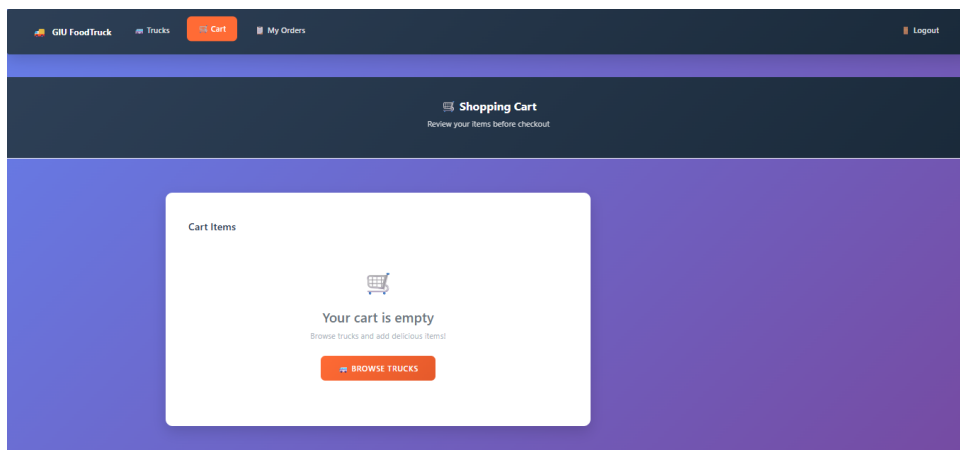 GIU FoodTruck
Trucks
Cart
My Orders
Logout
Shopping Cart
Review your items before checkout
Cart Items
Your cart is empty
Browse trucks and add delicious items!
BROWSE TRUCKS